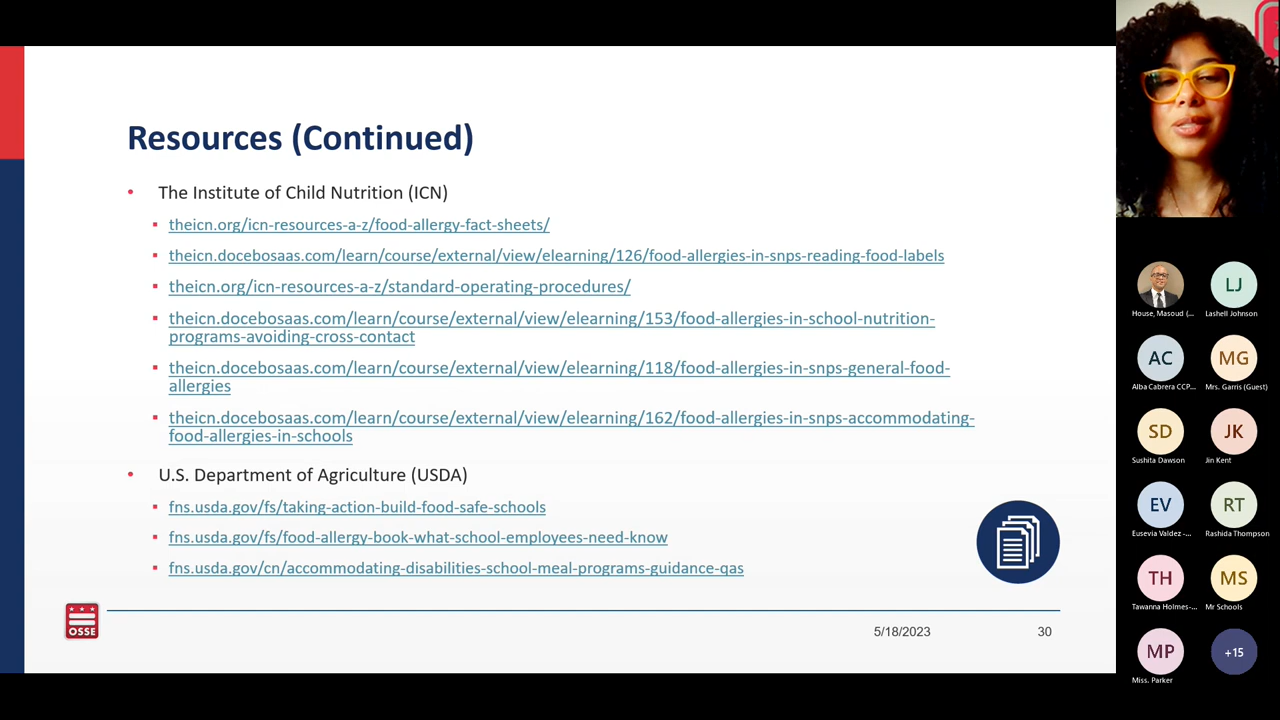 Resources (Continued)
• The Institute of Child Nutrition (ICN)
▪ theicn.org/icn-resources-a-z/food-allergy-fact-sheets/
▪ theicn.docebosaas.com/learn/course/external/view/elearning/126/food-allergies-in-snps-reading-food-labels
▪ theicn.org/icn-resources-a-z/standard-operating-procedures/
▪ theicn.docebosaas.com/learn/course/external/view/elearning/153/food-allergies-in-school-nutrition-
programs-avoiding-cross-contact
▪ theicn.docebosaas.com/learn/course/external/view/elearning/118/food-allergies-in-snps-general-food-
allergies
▪ theicn.docebosaas.com/learn/course/external/view/elearning/162/food-allergies-in-snps-accommodating-
food-allergies-in-schools
• U.S. Department of Agriculture (USDA)
▪ fns.usda.gov/fs/taking-action-build-food-safe-schools
▪ fns.usda.gov/fs/food-allergy-book-what-school-employees-need-know
▪ fns.usda.gov/cn/accommodating-disabilities-school-meal-programs-guidance-qas
OSSE
5/18/2023
30
House, Masoud (...
LJ
Lashell Johnson
AC
Alba Cabrera CCP...
MG
Mrs. Garris (Guest)
SD
Sushita Dawson
JK
Jin Kent
EV
Eusevia Valdez -...
RT
Rashida Thompson
TH
Tawanna Holmes-...
MS
Mr Schools
MP
Miss. Parker
+15